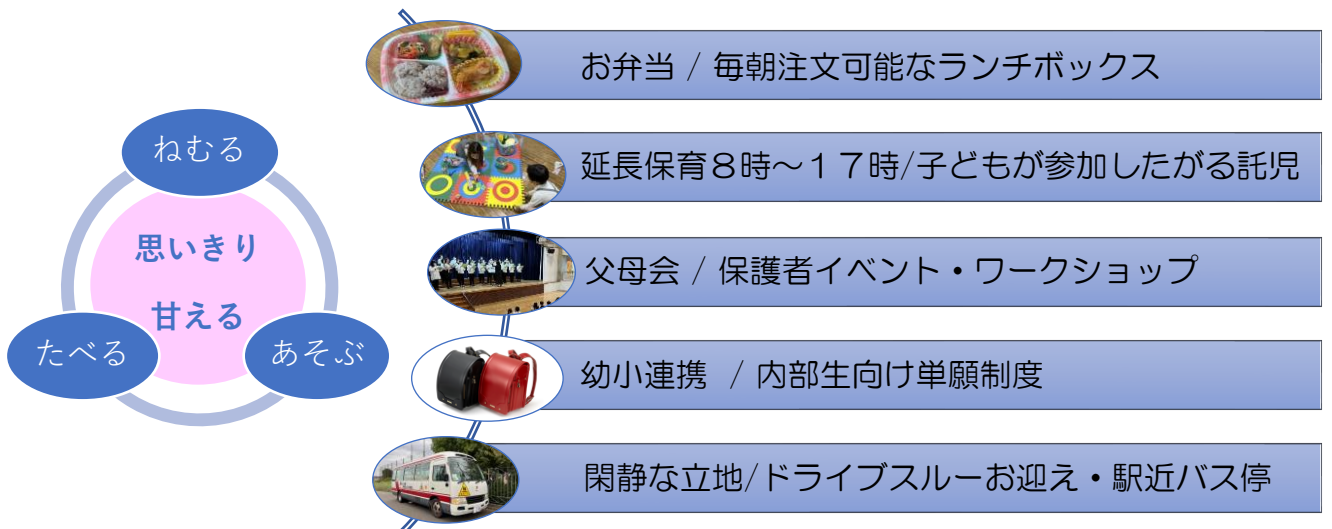 ねむる
思いきり
甘える
たべる
あそぶ
お弁当 / 毎朝注文可能なランチボックス
延長保育８時～１７時/子どもが参加したがる託児
父母会 / 保護者イベント・ワークショップ
幼小連携 / 内部生向け単願制度
閑静な立地/ドライブスルーお迎え・駅近バス停